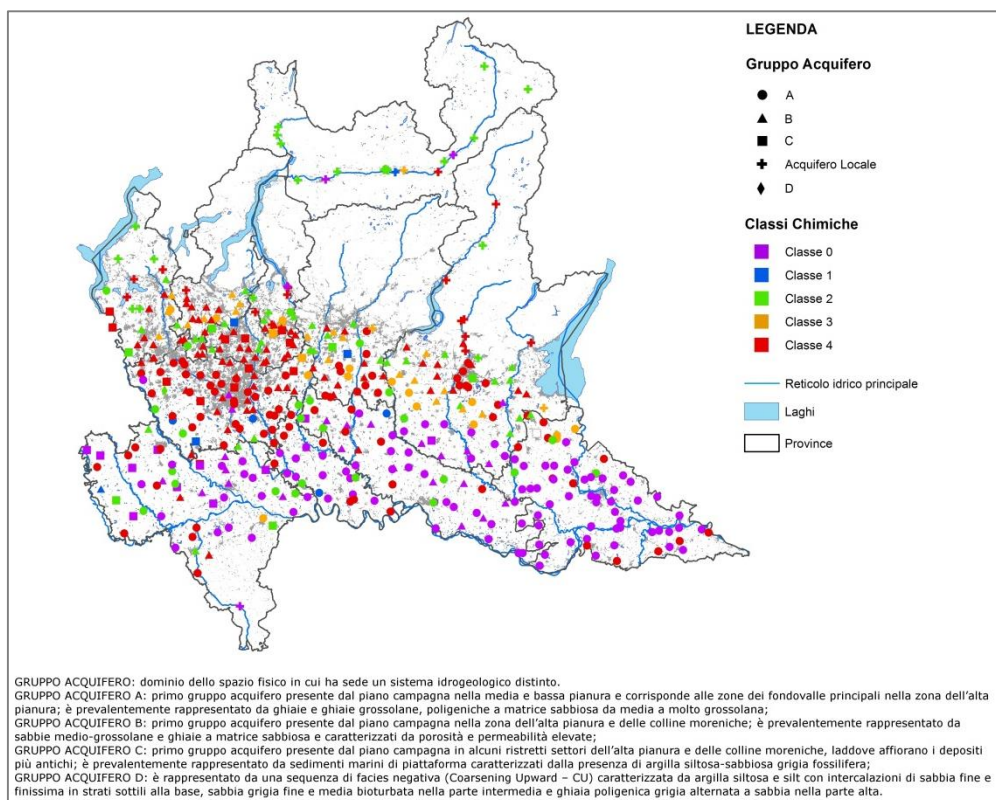 LEGENDA
Gruppo Acquifero
A
B
C
Acquifero Locale
D
Classi Chimiche
Classe 0
Classe 1
Classe 2
Classe 3
Classe 4
Reticolo idrico principale
Laghi
Province
GRUPPO ACQUIFERO: dominio dello spazio fisico in cui ha sede un sistema idrogeologico distinto.
GRUPPO ACQUIFERO A: primo gruppo acquifero presente dal piano campagna nella media e bassa pianura e corrisponde alle zone dei fondovalle principali nella zona dell'alta
pianura; è prevalentemente rappresentato da ghiaie e ghiaie grossolane, poligeniche a matrice sabbiosa da media a molto grossolana;
GRUPPO ACQUIFERO B: primo gruppo acquifero presente dal piano campagna nella zona dell'alta pianura e delle colline moreniche; è prevalentemente rappresentato da
sabbie medio-grossolane e ghiaie a matrice sabbiosa e caratterizzati da porosità e permeabilità elevate;
GRUPPO ACQUIFERO C: primo gruppo acquifero presente dal piano campagna in alcuni ristretti settori dell'alta pianura e delle colline moreniche, laddove affiorano i depositi
più antichi; è prevalentemente rappresentato da sedimenti marini di piattaforma caratterizzati dalla presenza di argilla siltosa-sabbiosa grigia fossilifera;
GRUPPO ACQUIFERO D: è rappresentato da una sequenza di facies negativa (Coarsening Upward – CU) caratterizzata da argilla siltosa e silt con intercalazioni di sabbia fine e
finissima in strati sottili alla base, sabbia grigia fine e media bioturbata nella parte intermedia e ghiaia poligenica grigia alternata a sabbia nella parte alta.